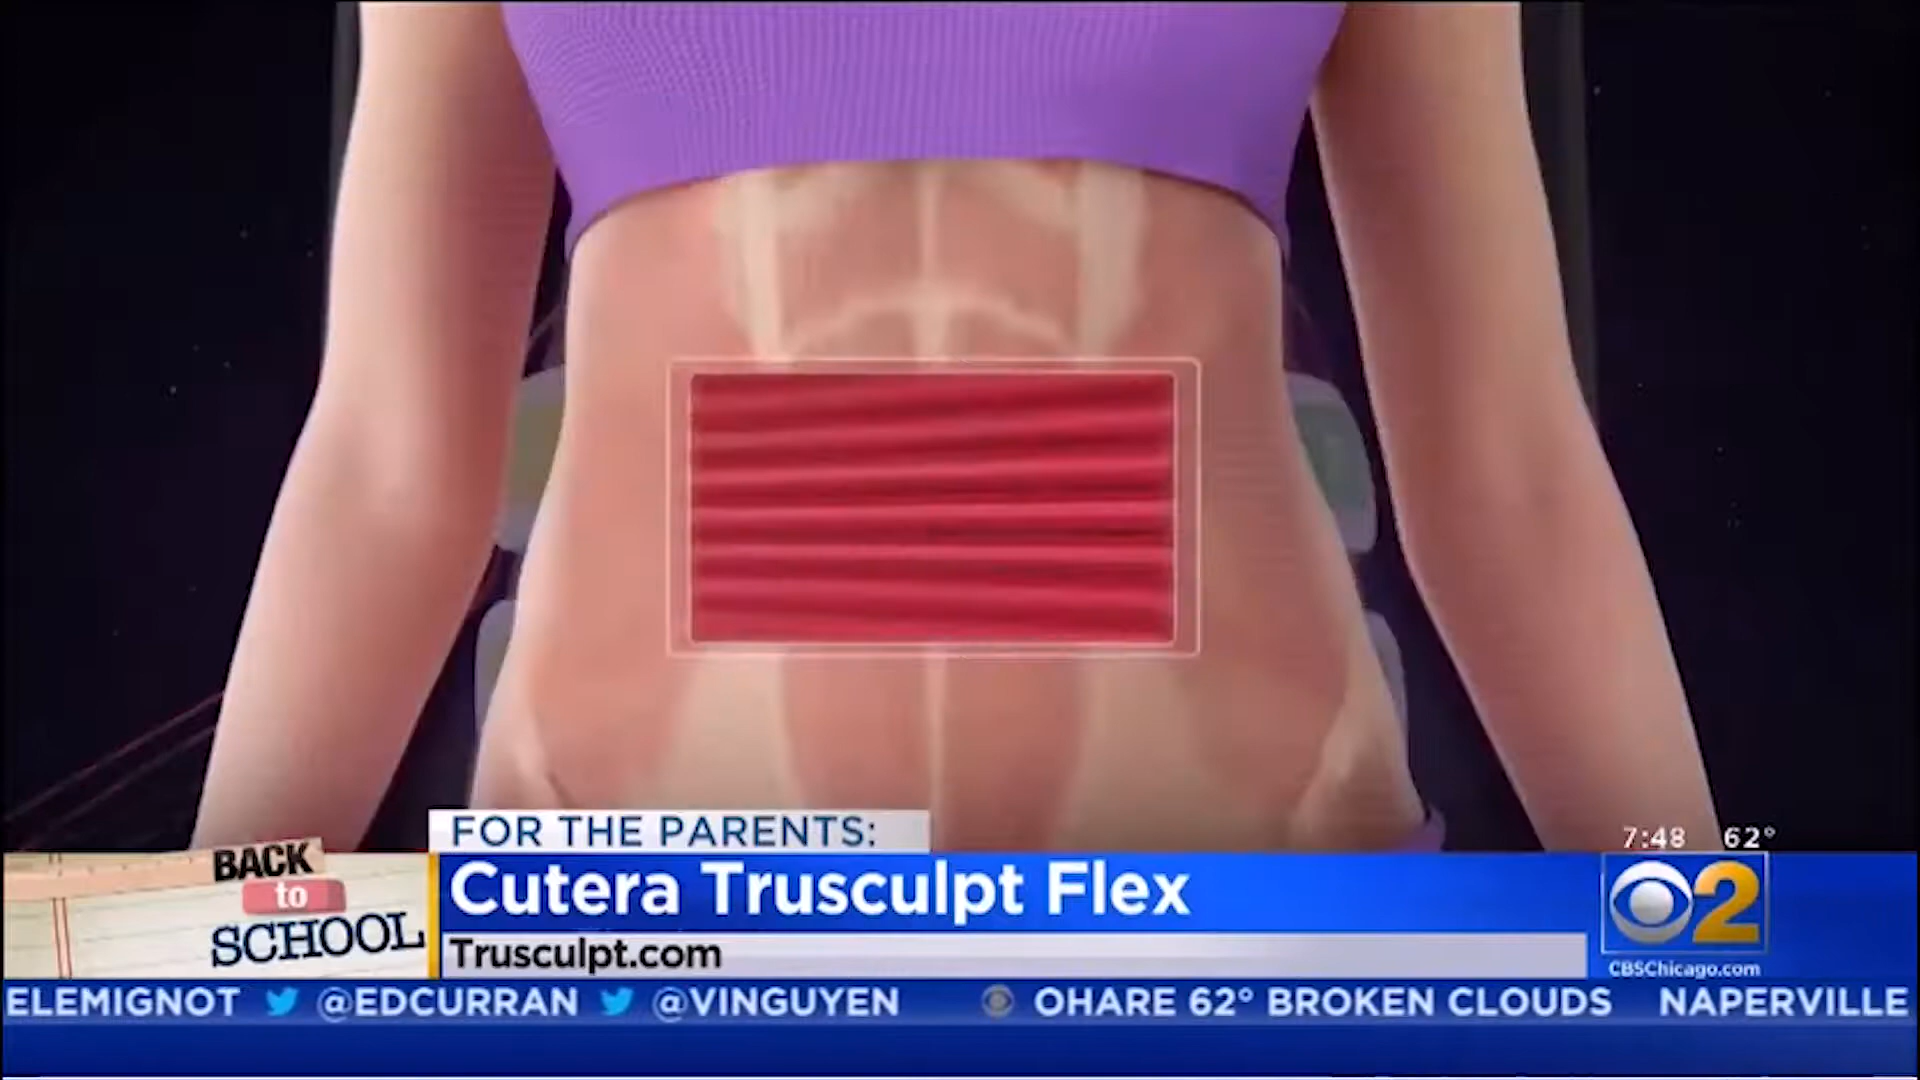 FOR THE PARENTS:
Cutera Trusculpt Flex
Trusculpt.com
BACK
to
SCHOOL
7:48 62°
2
CBSChicago.com
ELEMIGNOT @EDCURRAN @VINGUYEN OHARE 62° BROKEN CLOUDS NAPERVILLE